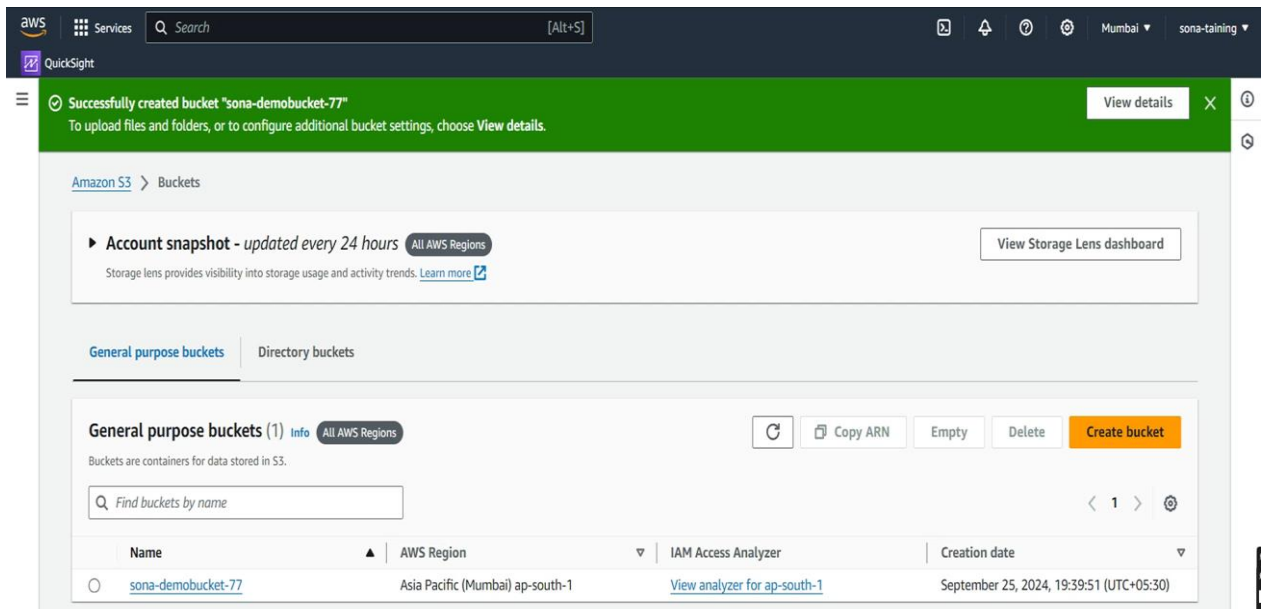 aws Services Search [Alt+S] Mumbai ▼ sona-taining ▼
QuickSight
Successfully created bucket "sona-demobucket-77"
To upload files and folders, or to configure additional bucket settings, choose View details.
View details
Amazon S3 > Buckets
Account snapshot - updated every 24 hours All AWS Regions
Storage lens provides visibility into storage usage and activity trends. Learn more
View Storage Lens dashboard
General purpose buckets Directory buckets
General purpose buckets (1) Info All AWS Regions
Copy ARN Empty Delete Create bucket
Buckets are containers for data stored in S3.
Find buckets by name
< 1 >
Name AWS Region IAM Access Analyzer Creation date
sona-demobucket-77 Asia Pacific (Mumbai) ap-south-1 View analyzer for ap-south-1 September 25, 2024, 19:39:51 (UTC+05:30)